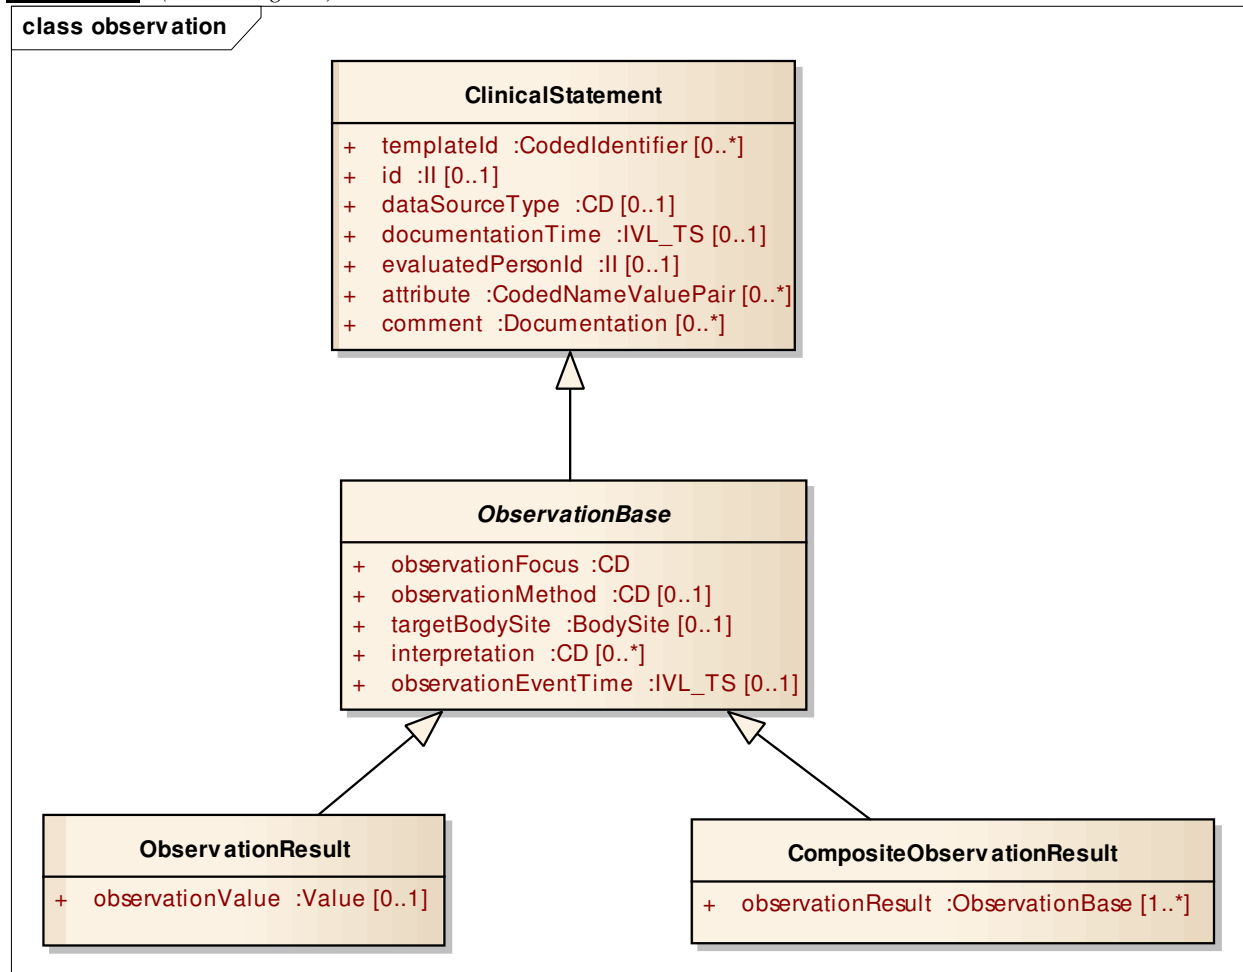 class observation
ClinicalStatement
+ templateId :CodedIdentifier [0..*]
+ id :II [0..1]
+ dataSourceType :CD [0..1]
+ documentationTime :IVL_TS [0..1]
+ evaluatedPersonId :II [0..1]
+ attribute :CodedNameValuePair [0..*]
+ comment :Documentation [0..*]
ObservationBase
+ observationFocus :CD
+ observationMethod :CD [0..1]
+ targetBodySite :BodySite [0..1]
+ interpretation :CD [0..*]
+ observationEventTime :IVL_TS [0..1]
ObservationResult
+ observationValue :Value [0..1]
CompositeObservationResult
+ observationResult :ObservationBase [1..*]